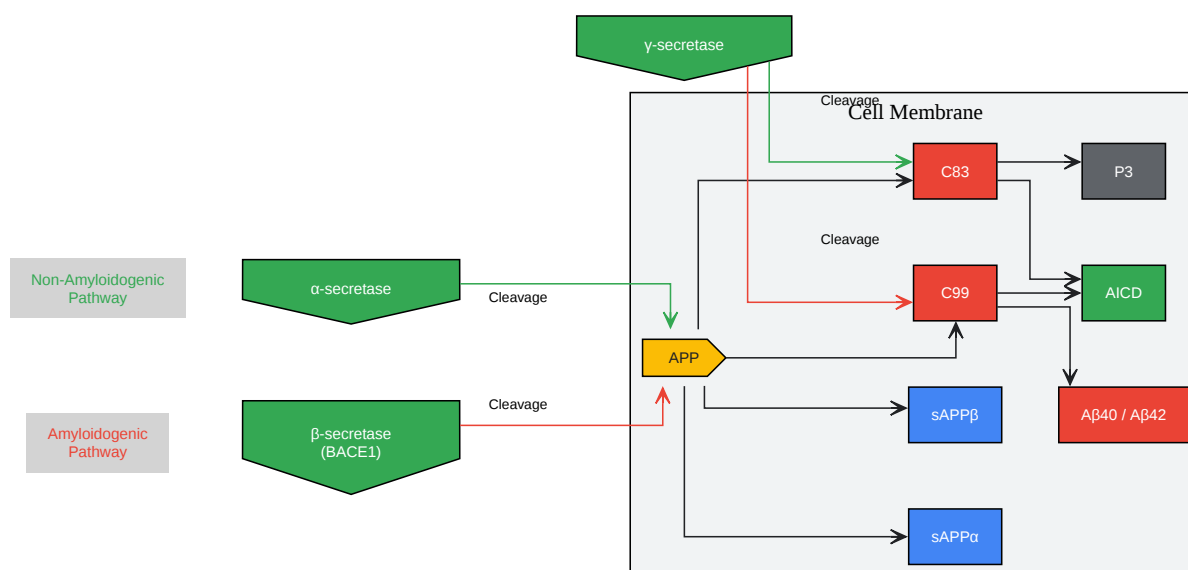 γ-secretase
Cleavage
Cell Membrane
C83
P3
Cleavage
Non-Amyloidogenic
Pathway
α-secretase
Cleavage
C99
AICD
APP
Cleavage
Amyloidogenic
Pathway
β-secretase
(BACE1)
sAPPβ
Aβ40 / Aβ42
sAPPα